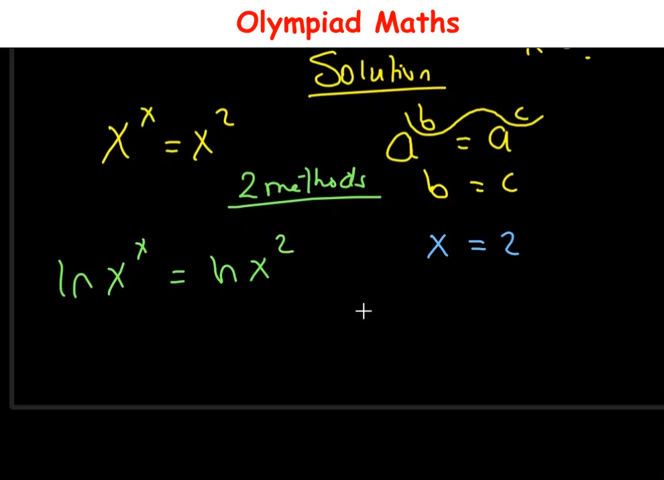 Olympiad Maths
Solution
x^x = x^2
a^b = a^c
2 methods
b = c
ln x^x = ln x^2
x = 2